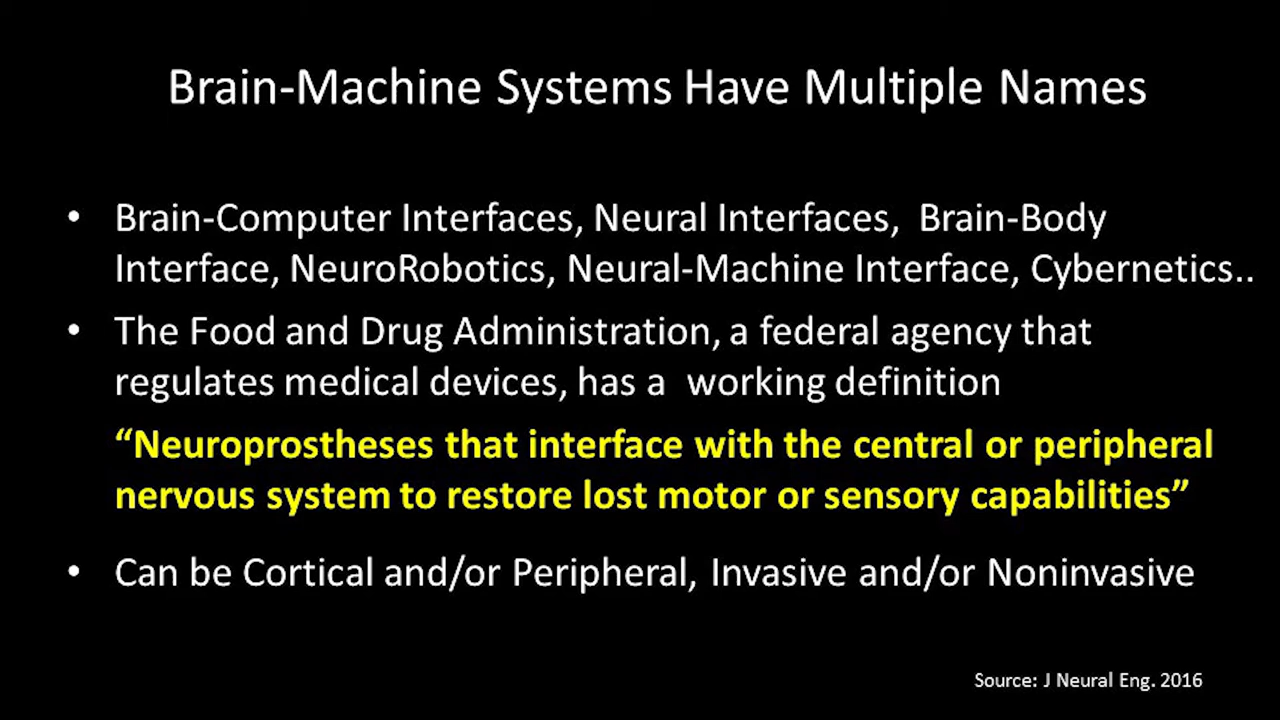 Brain-Machine Systems Have Multiple Names
• Brain-Computer Interfaces, Neural Interfaces,  Brain-Body
Interface, NeuroRobotics, Neural-Machine Interface, Cybernetics..
• The Food and Drug Administration, a federal agency that
regulates medical devices, has a  working definition
“Neuroprostheses that interface with the central or peripheral
nervous system to restore lost motor or sensory capabilities”
• Can be Cortical and/or Peripheral, Invasive and/or Noninvasive
Source: J Neural Eng. 2016